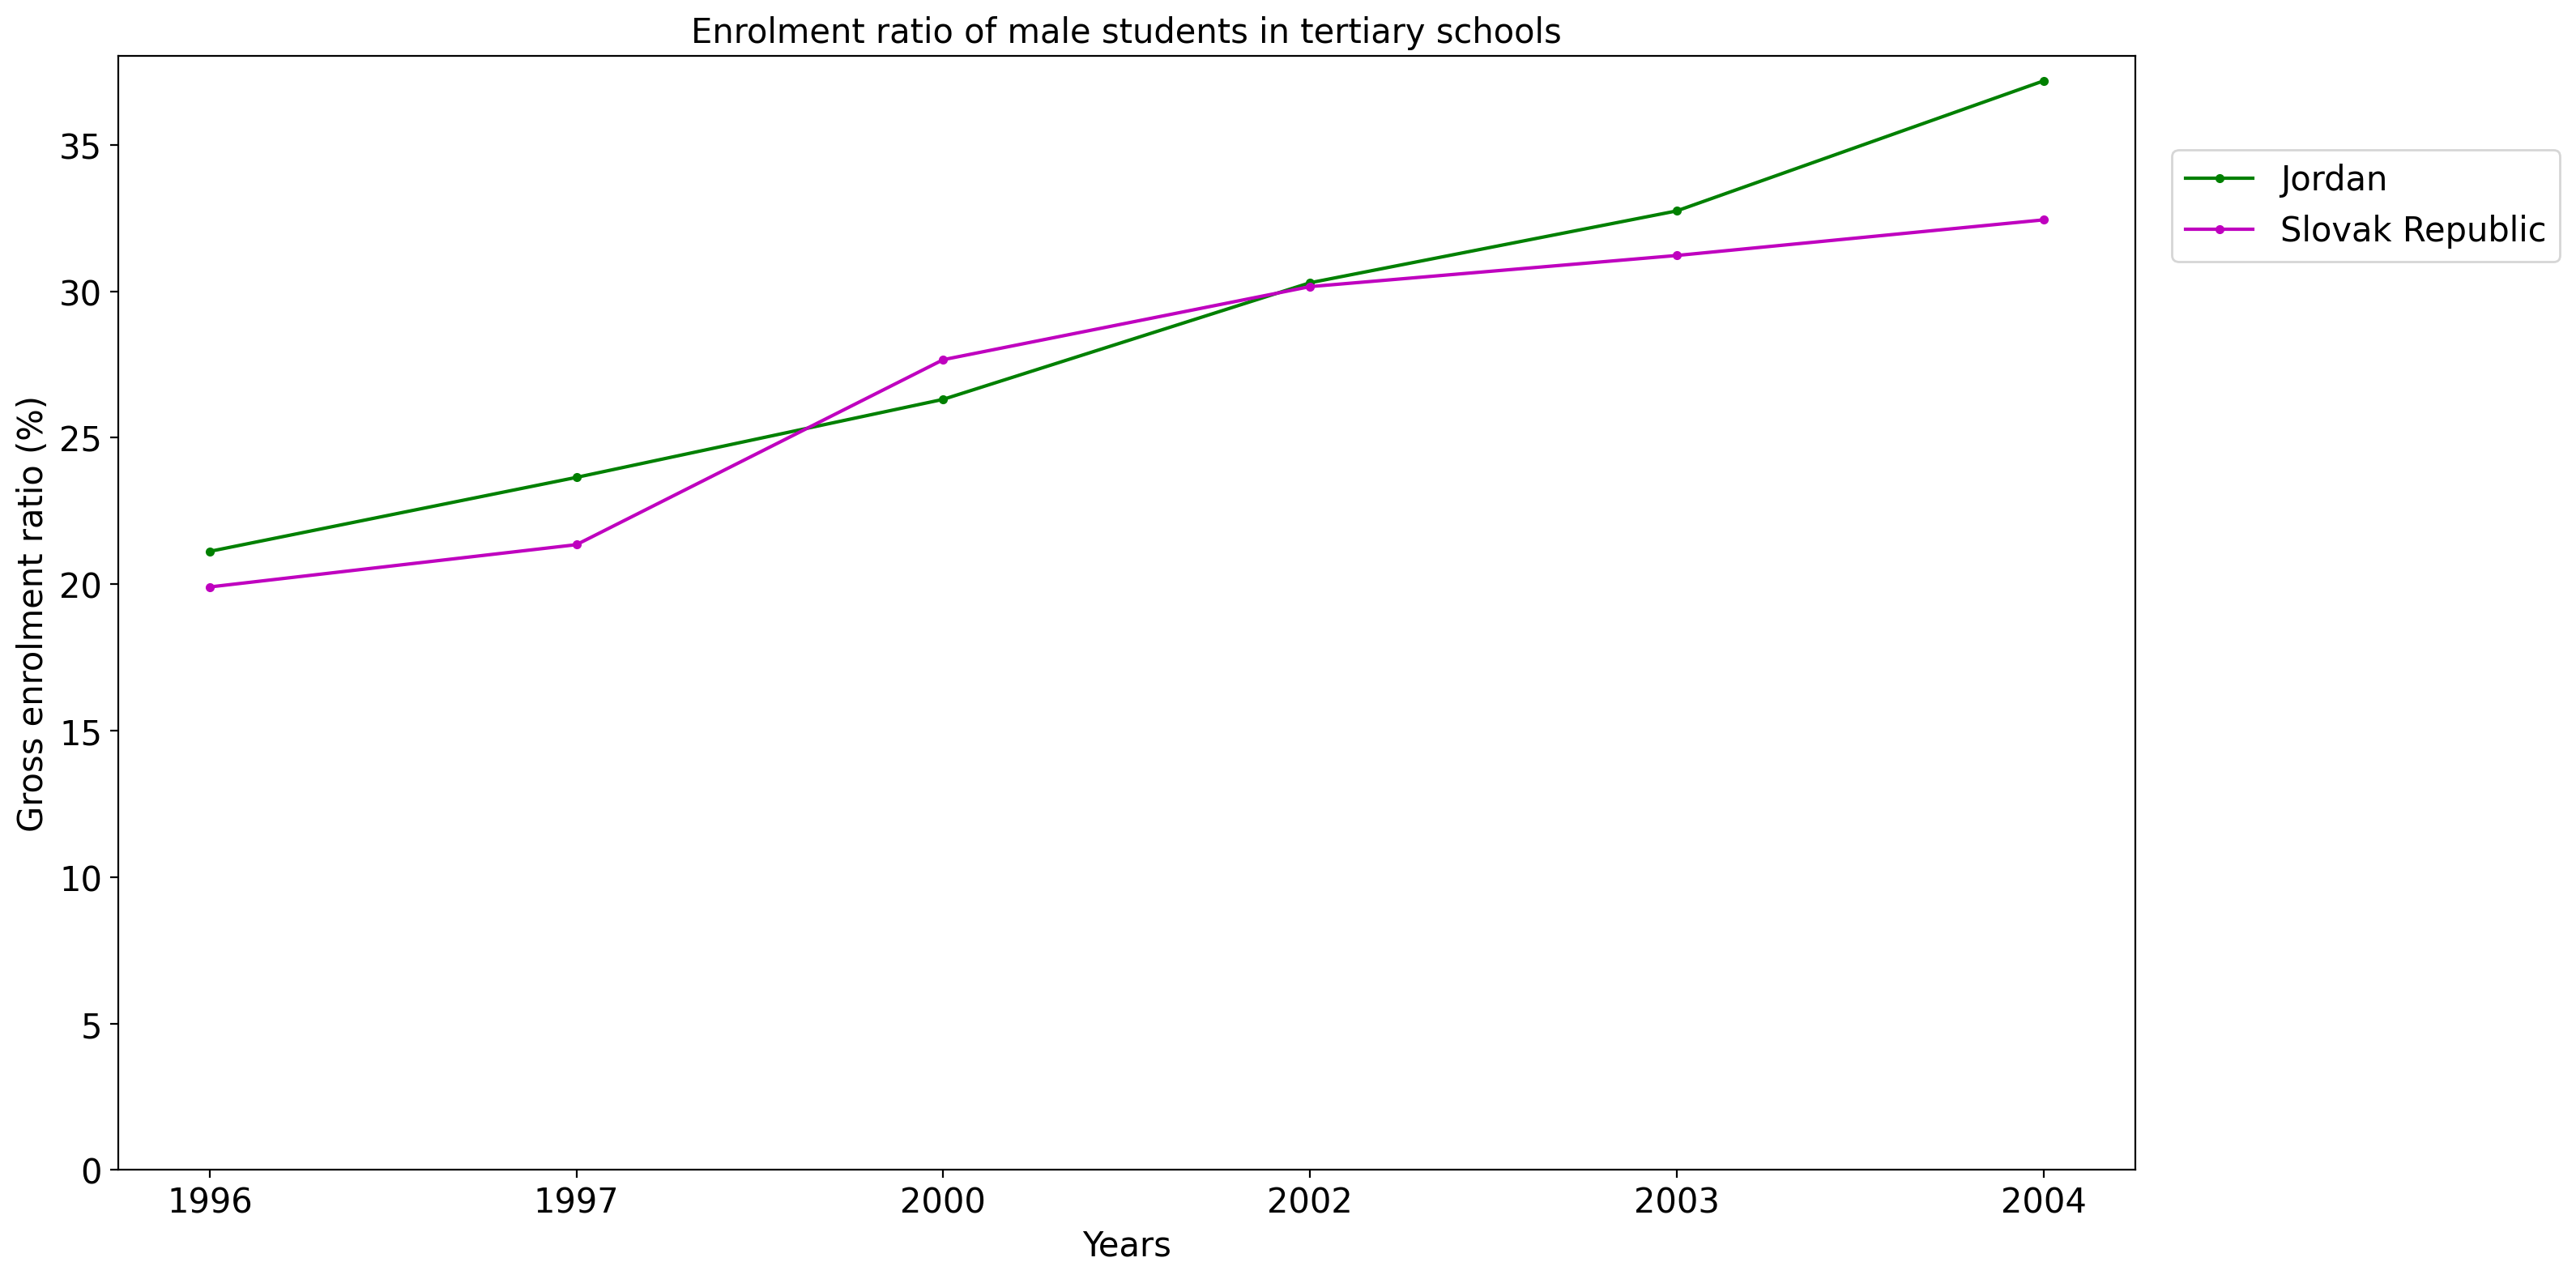 Enrolment ratio of male students in tertiary schools
Gross enrolment ratio (%)
35
30
25
20
15
10
5
0
1996 1997 2000 2002 2003 2004
Years
Jordan
Slovak Republic